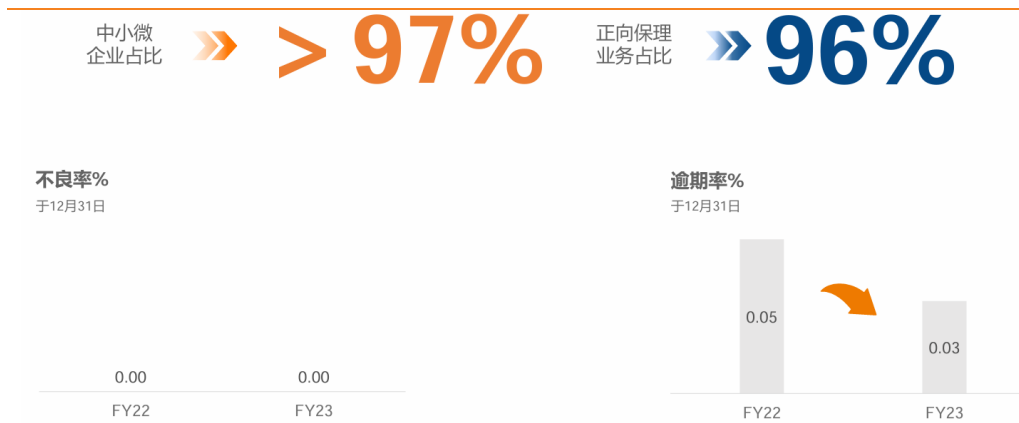 中小微
企业占比
> 97%
正向保理
业务占比
96%
不良率%
于12月31日
0.00
0.00
FY22
FY23
逾期率%
于12月31日
0.05
0.03
FY22
FY23